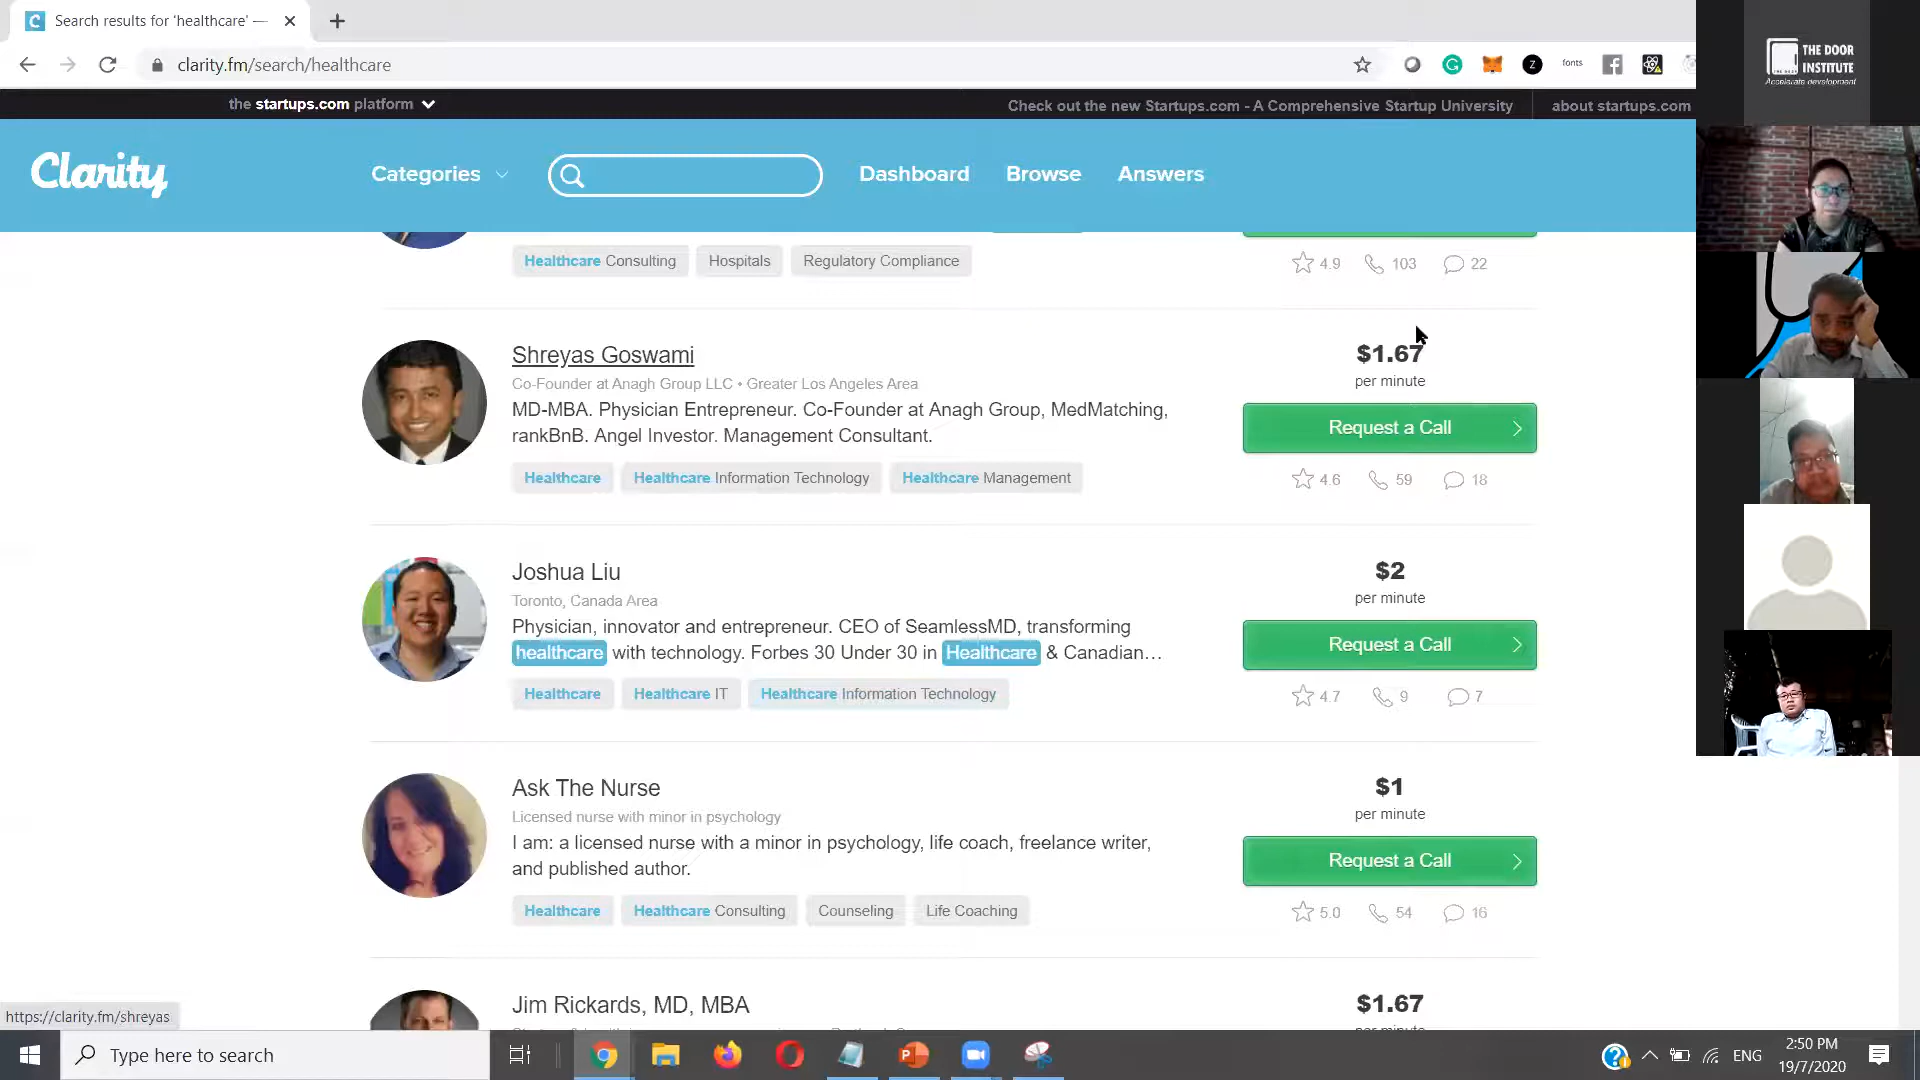 Search results for 'healthcare' —
clarity.fm/search/healthcare
fonts
the startups.com platform
Check out the new Startups.com - A Comprehensive Startup University
about startups.com
THE DOOR
INSTITUTE
Accelerate development
Clarity
Categories
Dashboard
Browse
Answers
Healthcare Consulting
Hospitals
Regulatory Compliance
4.9
103
22
Shreyas Goswami
Co-Founder at Anagh Group LLC • Greater Los Angeles Area
MD-MBA. Physician Entrepreneur. Co-Founder at Anagh Group, MedMatching,
rankBnB. Angel Investor. Management Consultant.
Healthcare
Healthcare Information Technology
Healthcare Management
$1.67
per minute
Request a Call
4.6
59
18
Joshua Liu
Toronto, Canada Area
Physician, innovator and entrepreneur. CEO of SeamlessMD, transforming
healthcare with technology. Forbes 30 Under 30 in Healthcare & Canadian…
Healthcare
Healthcare IT
Healthcare Information Technology
$2
per minute
Request a Call
4.7
9
7
Ask The Nurse
Licensed nurse with minor in psychology
I am: a licensed nurse with a minor in psychology, life coach, freelance writer,
and published author.
Healthcare
Healthcare Consulting
Counseling
Life Coaching
$1
per minute
Request a Call
5.0
54
16
Jim Rickards, MD, MBA
$1.67
https://clarity.fm/shreyas
Type here to search
ENG
2:50 PM
19/7/2020